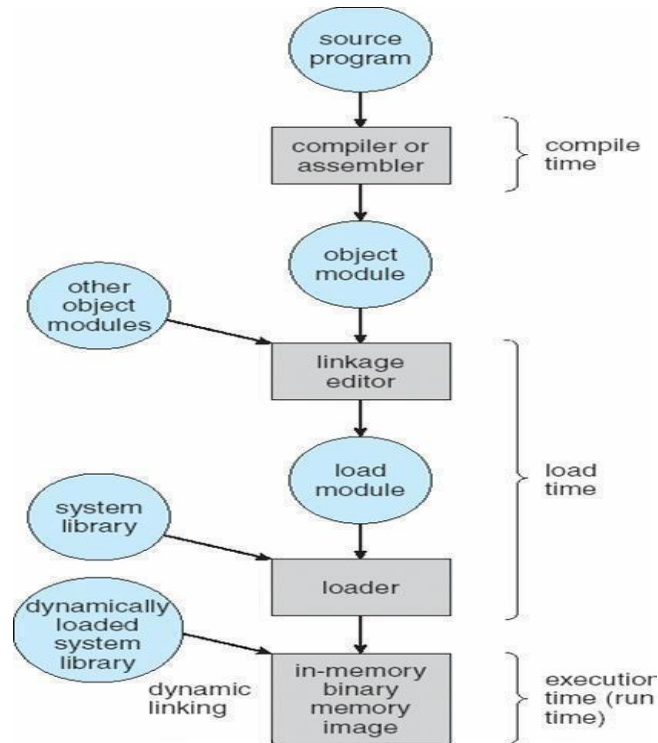 source
program
compiler or
assembler
compile
time
object
module
other
object
modules
linkage
editor
load
module
load
time
system
library
loader
dynamically
loaded
system
library
dynamic
linking
in-memory
binary
memory
image
execution
time (run
time)